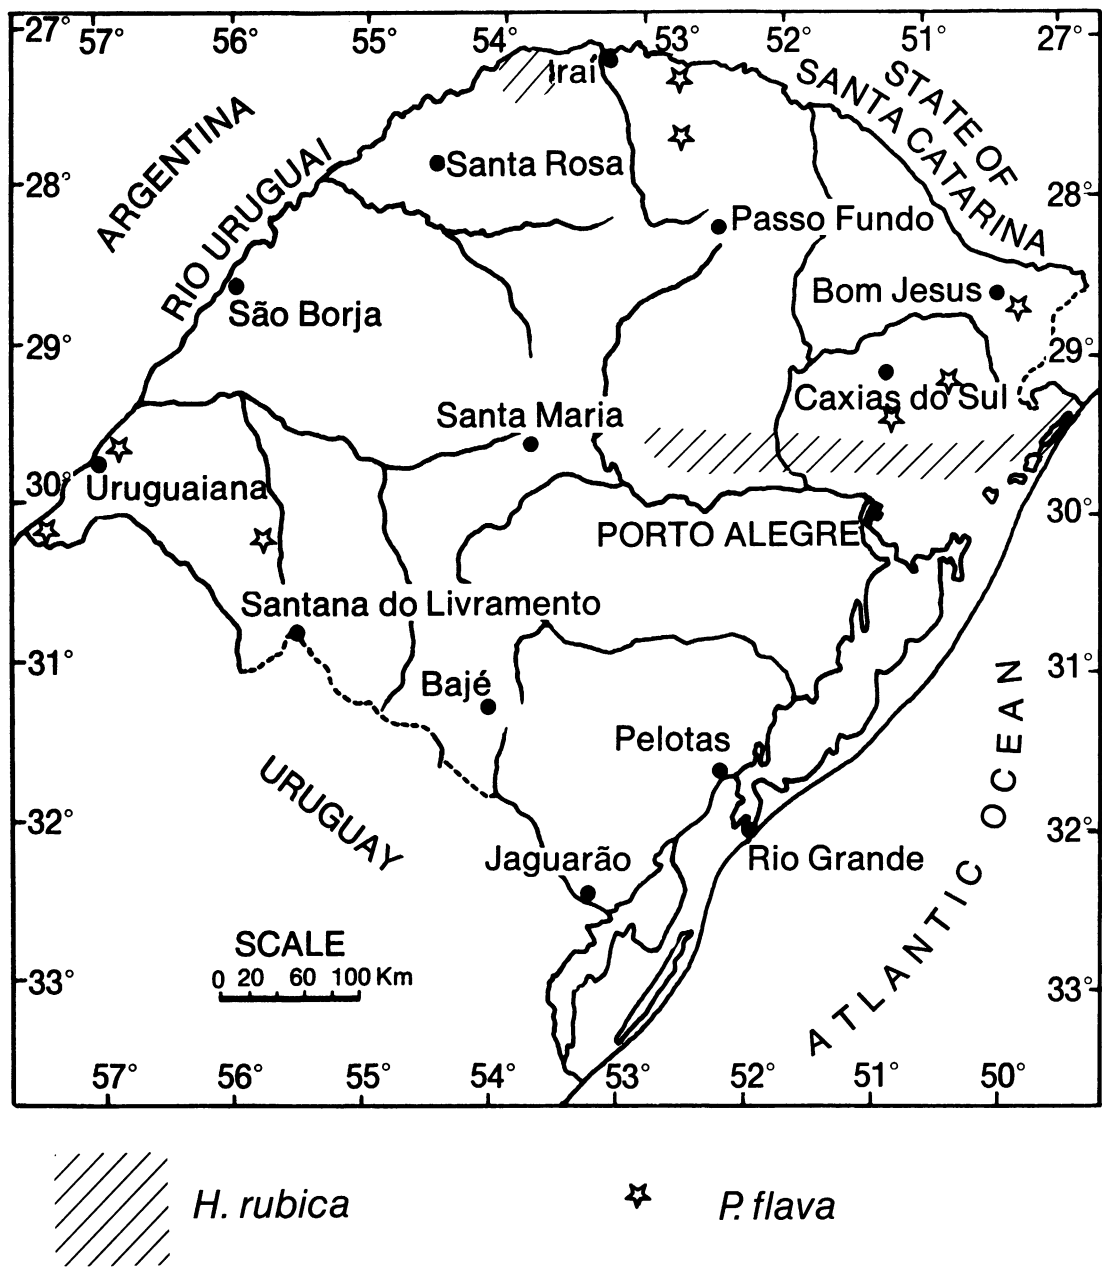 27° 57° 56° 55° 54° 53° 52° 51° 27°
Iraí
STATE OF
SANTA CATARINA
ARGENTINA
RIO URUGUAI
Santa Rosa
28° 28°
Passo Fundo
Bom Jesus
São Borja
29° 29°
Caxias do Sul
Santa Maria
30° Uruguaiana
30°
PORTO ALEGRE
Santana do Livramento
31° 31°
Bajé
Pelotas
URUGUAY
ATLANTIC OCEAN
32° 32°
Jaguarão
Rio Grande
SCALE
0 20 60 100 Km
33° 33°
57° 56° 55° 54° 53° 52° 51° 50°
H. rubica P. flava